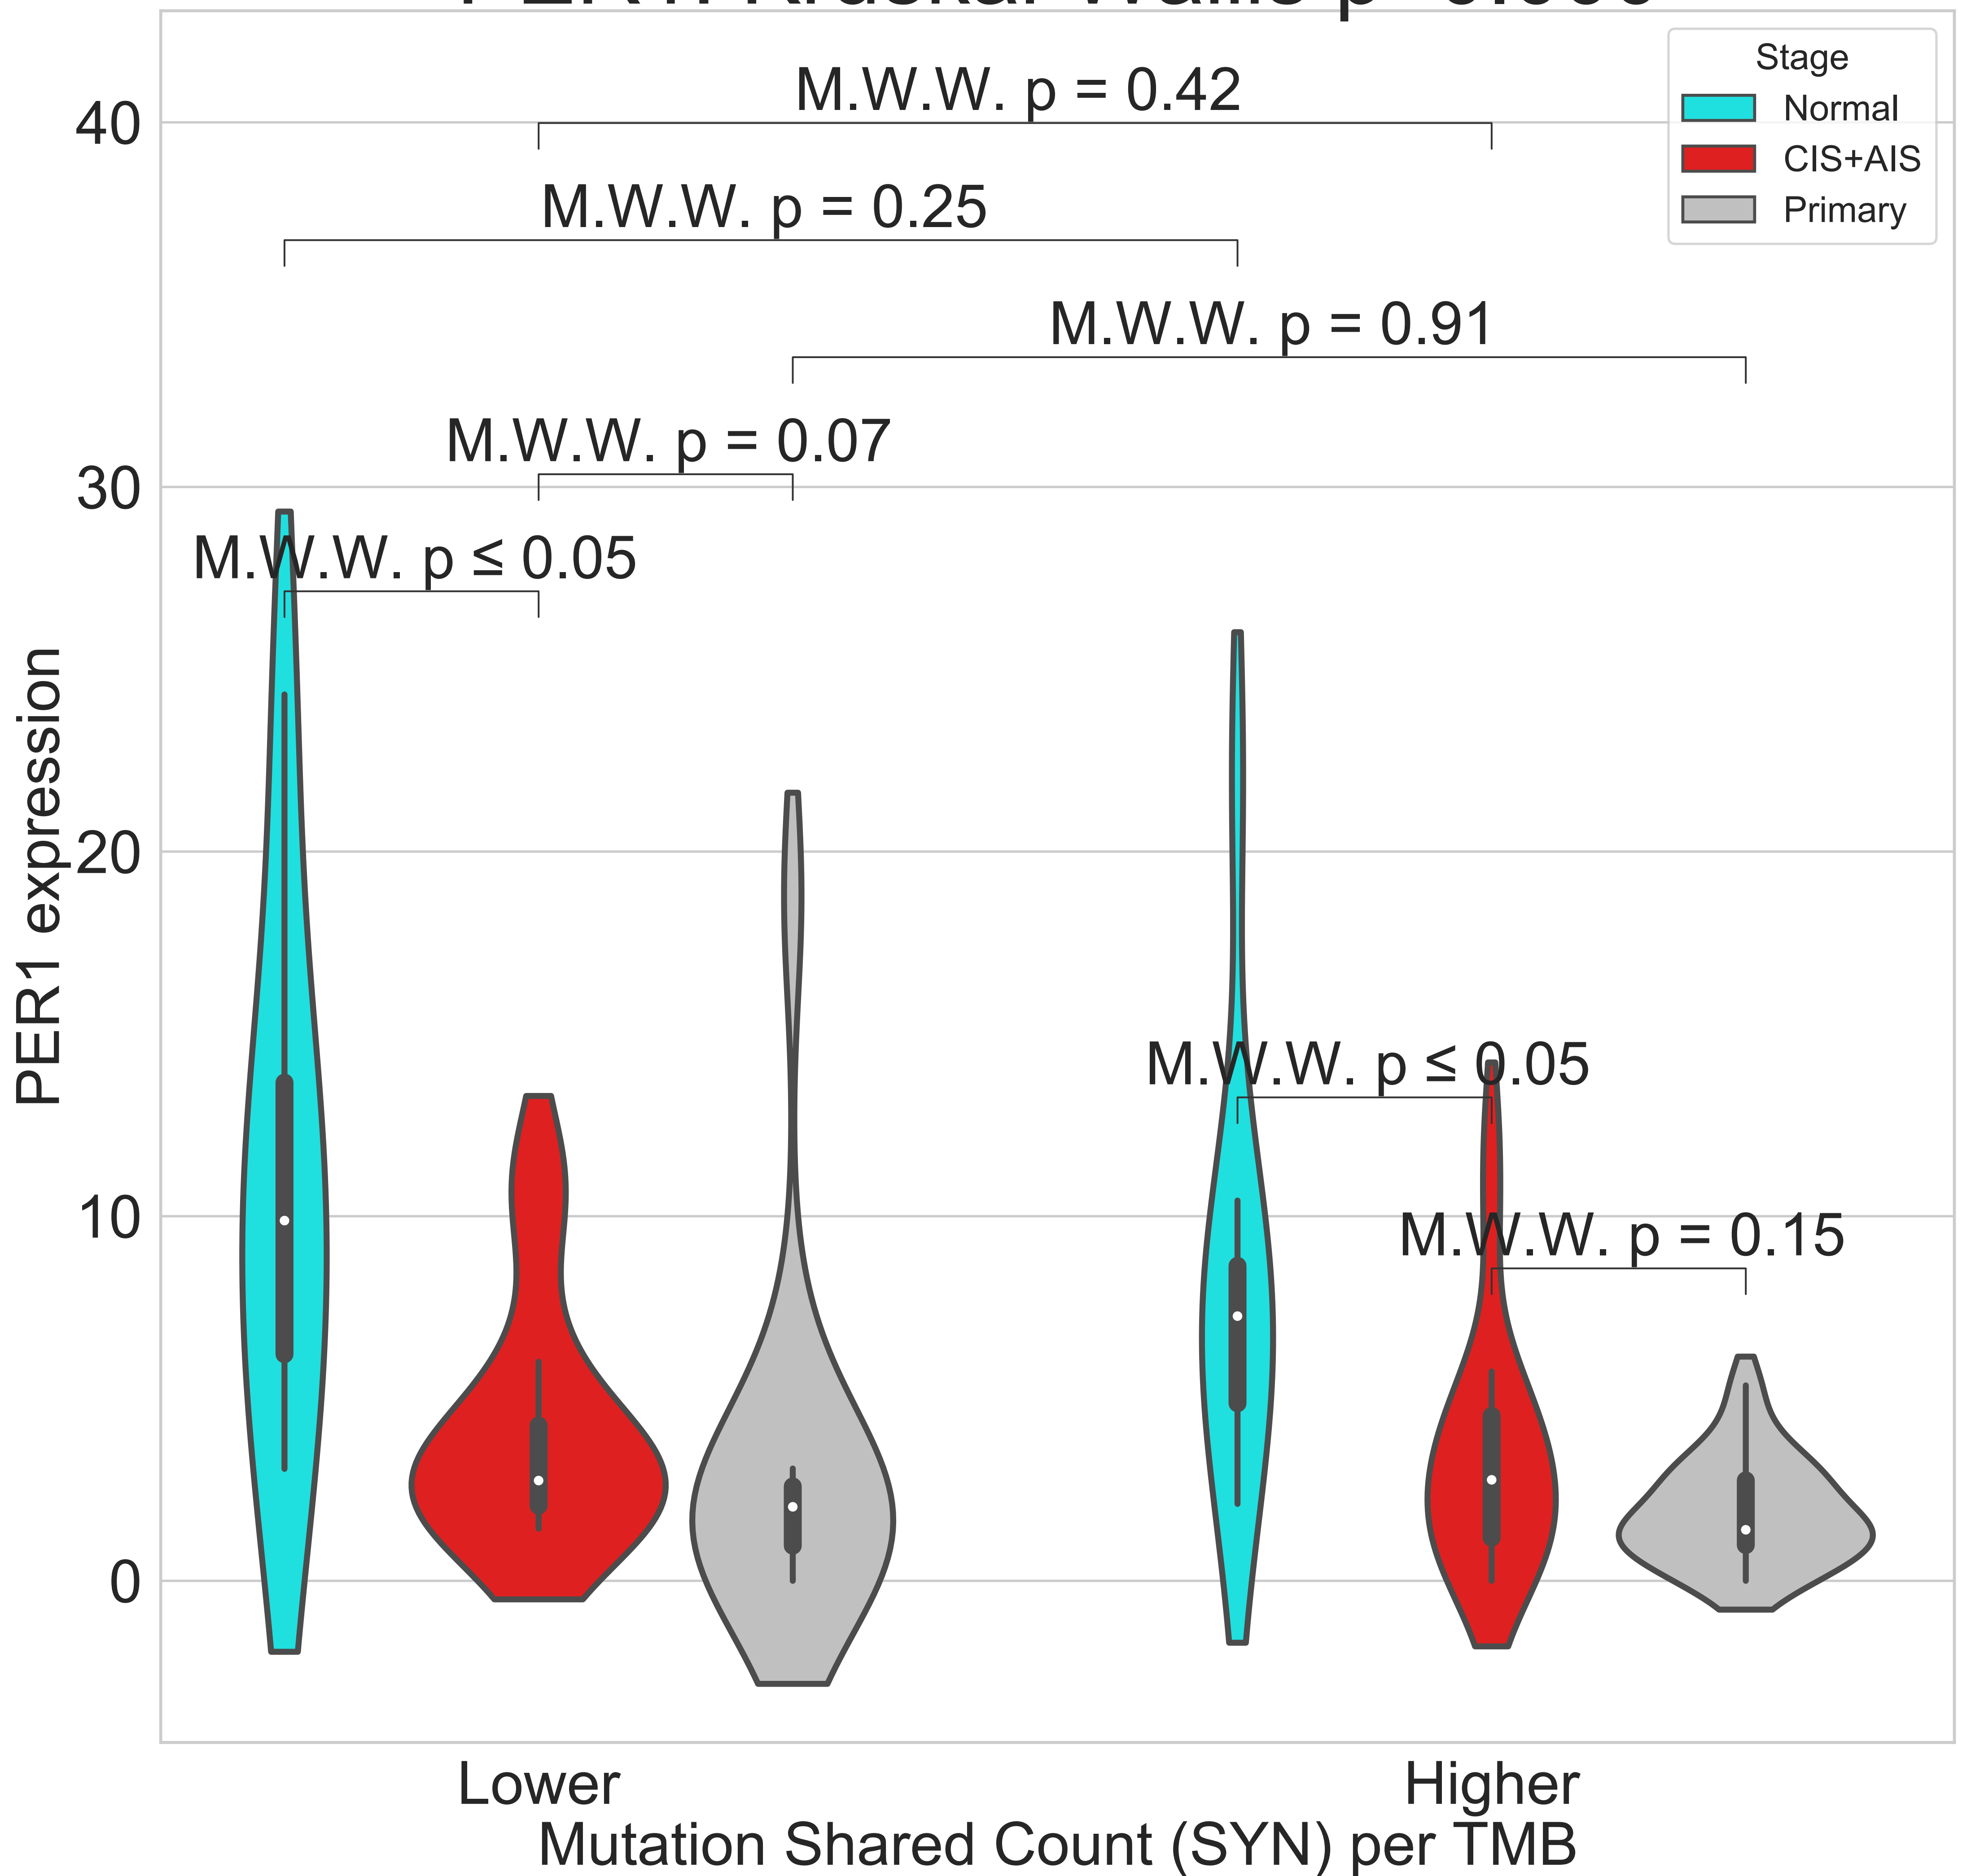 Stage
Normal
CIS+AIS
Primary
M.W.W. p = 0.42
M.W.W. p = 0.25
M.W.W. p = 0.91
M.W.W. p = 0.07
M.W.W. p ≤ 0.05
M.W.W. p ≤ 0.05
M.W.W. p = 0.15
40
30
20
10
0
PER1 expression
Lower
Higher
Mutation Shared Count (SYN) per TMB